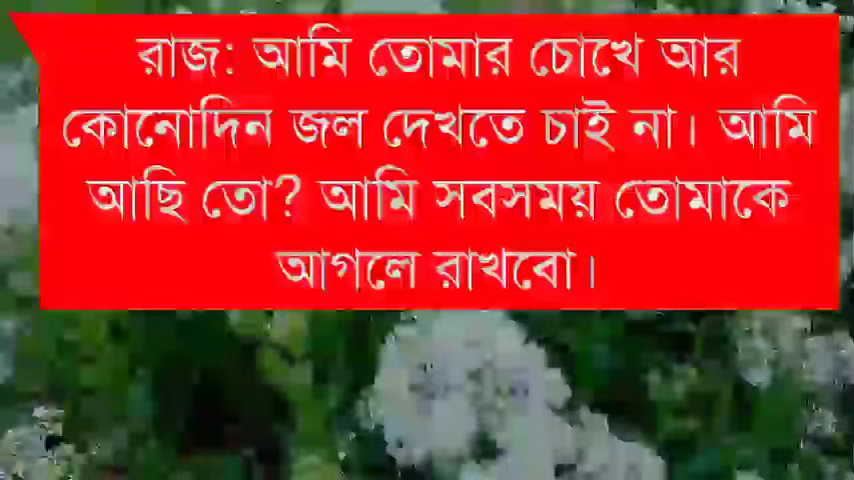 রাজ: আমি তোমার চোখে আর
কোনোদিন জল দেখতে চাই না। আমি
আছি তো? আমি সবসময় তোমাকে
আগলে রাখবো।